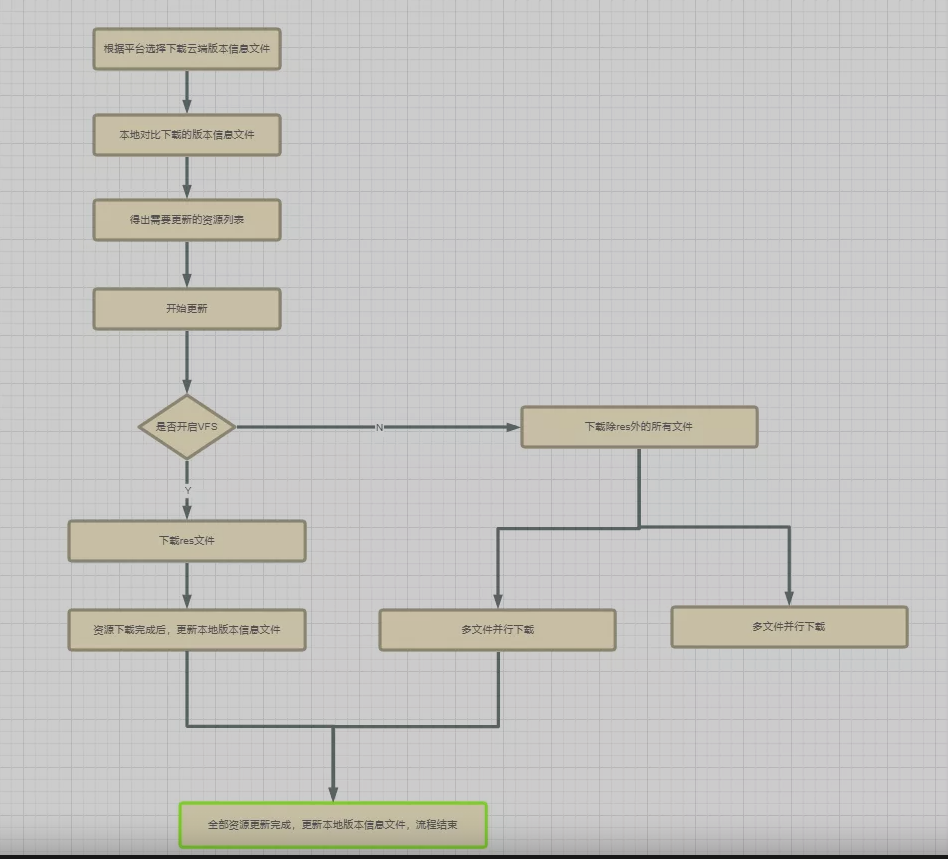 根据平台选择下载云端版本信息文件
本地对比下载的版本信息文件
得出需要更新的资源列表
开始更新
是否开启VFS
N
下载除res外的所有文件
Y
下载res文件
资源下载完成后，更新本地版本信息文件
多文件并行下载
多文件并行下载
全部资源更新完成，更新本地版本信息文件，流程结束